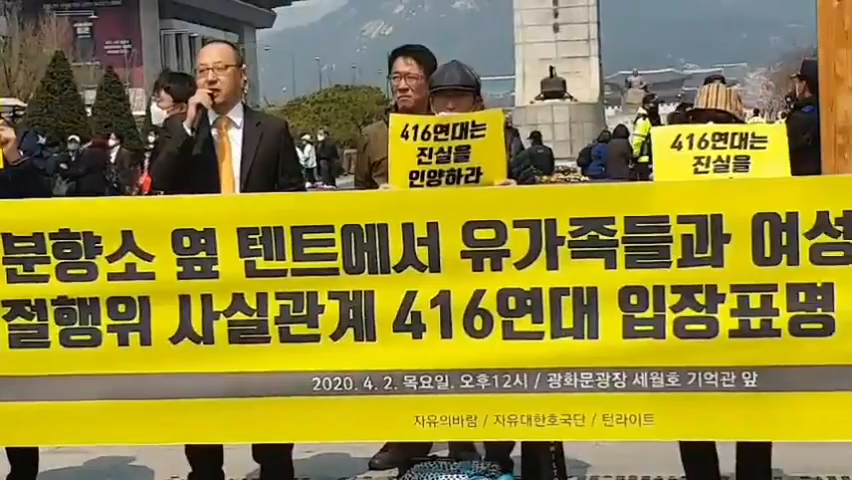 416연대는
진실을
인양하라
416연대는
진실을
분향소 옆 텐트에서 유가족들과 여성
절행위 사실관계 416연대 입장표명
2020. 4. 2. 목요일. 오후12시 / 광화문광장 세월호 기억관 앞
자유의바람 / 자유대한호국단 / 턴라이트